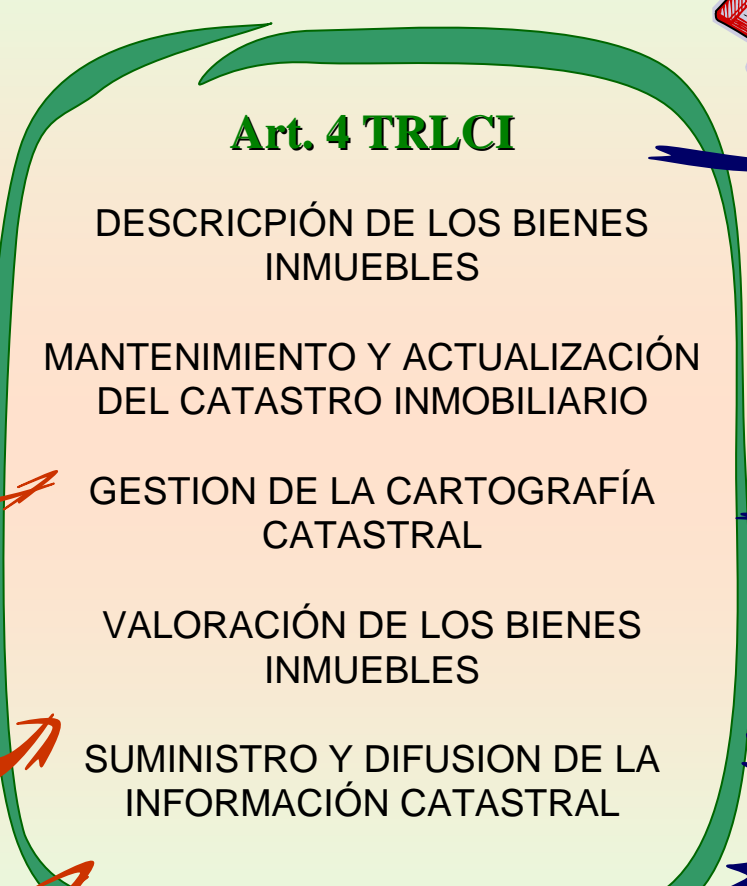 Art. 4 TRLCI
DESCRICPIÓN DE LOS BIENES
INMUEBLES
MANTENIMIENTO Y ACTUALIZACIÓN
DEL CATASTRO INMOBILIARIO
GESTION DE LA CARTOGRAFÍA
CATASTRAL
VALORACIÓN DE LOS BIENES
INMUEBLES
SUMINISTRO Y DIFUSION DE LA
INFORMACIÓN CATASTRAL